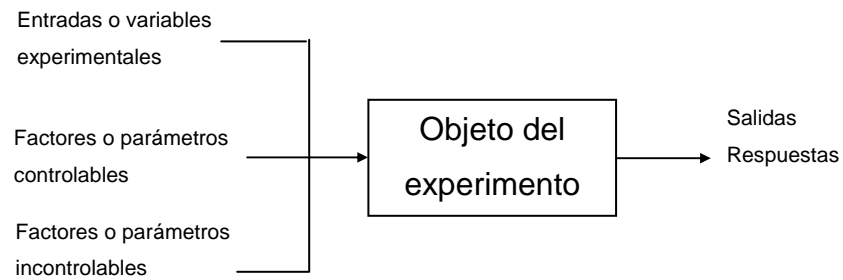 Entradas o variables
experimentales
Factores o parámetros
controlables
Factores o parámetros
incontrolables
Objeto del
experimento
Salidas
Respuestas